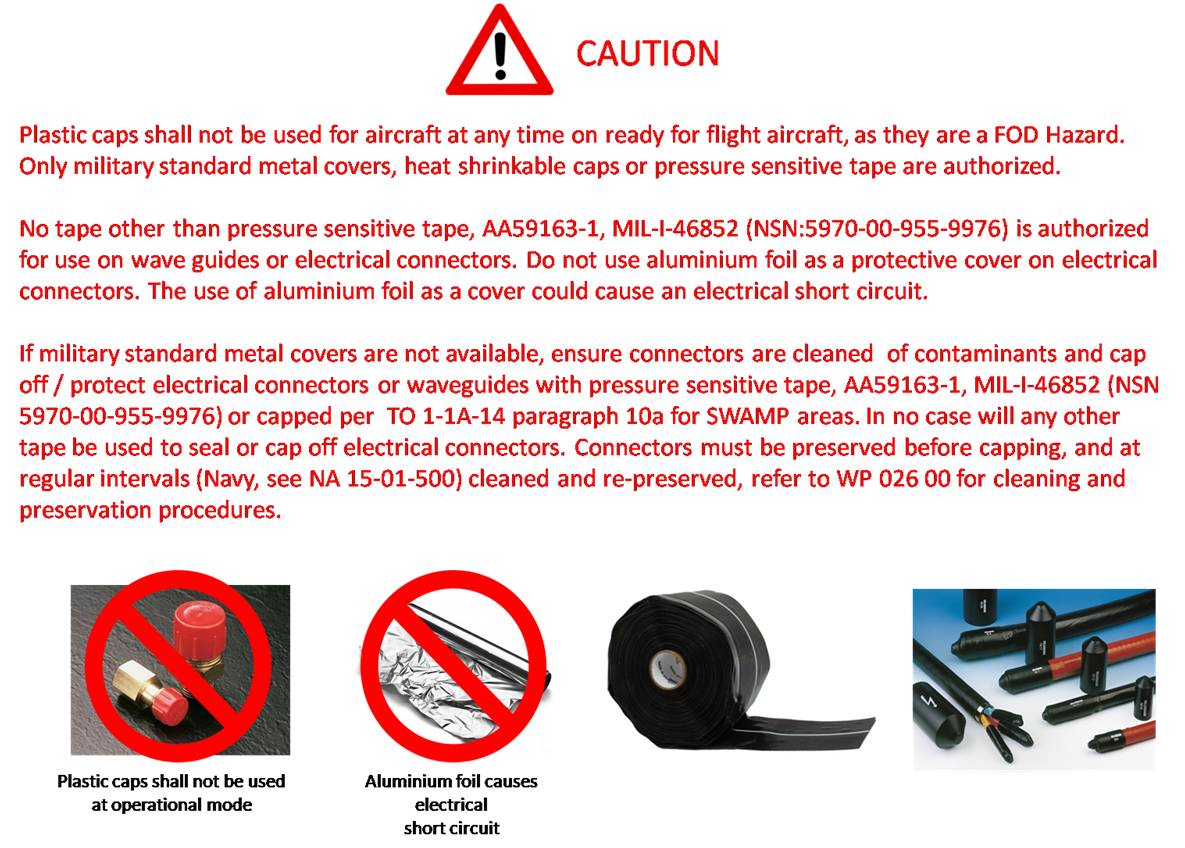 CAUTION
Plastic caps shall not be used for aircraft at any time on ready for flight aircraft, as they are a FOD Hazard.
Only military standard metal covers, heat shrinkable caps or pressure sensitive tape are authorized.
No tape other than pressure sensitive tape, AA59163-1, MIL-I-46852 (NSN:5970-00-955-9976) is authorized
for use on wave guides or electrical connectors. Do not use aluminium foil as a protective cover on electrical
connectors. The use of aluminium foil as a cover could cause an electrical short circuit.
If military standard metal covers are not available, ensure connectors are cleaned  of contaminants and cap
off / protect electrical connectors or waveguides with pressure sensitive tape, AA59163-1, MIL-I-46852 (NSN
5970-00-955-9976) or capped per  TO 1-1A-14 paragraph 10a for SWAMP areas. In no case will any other
tape be used to seal or cap off electrical connectors. Connectors must be preserved before capping, and at
regular intervals (Navy, see NA 15-01-500) cleaned and re-preserved, refer to WP 026 00 for cleaning and
preservation procedures.
Plastic caps shall not be used
at operational mode
Aluminium foil causes
electrical
short circuit